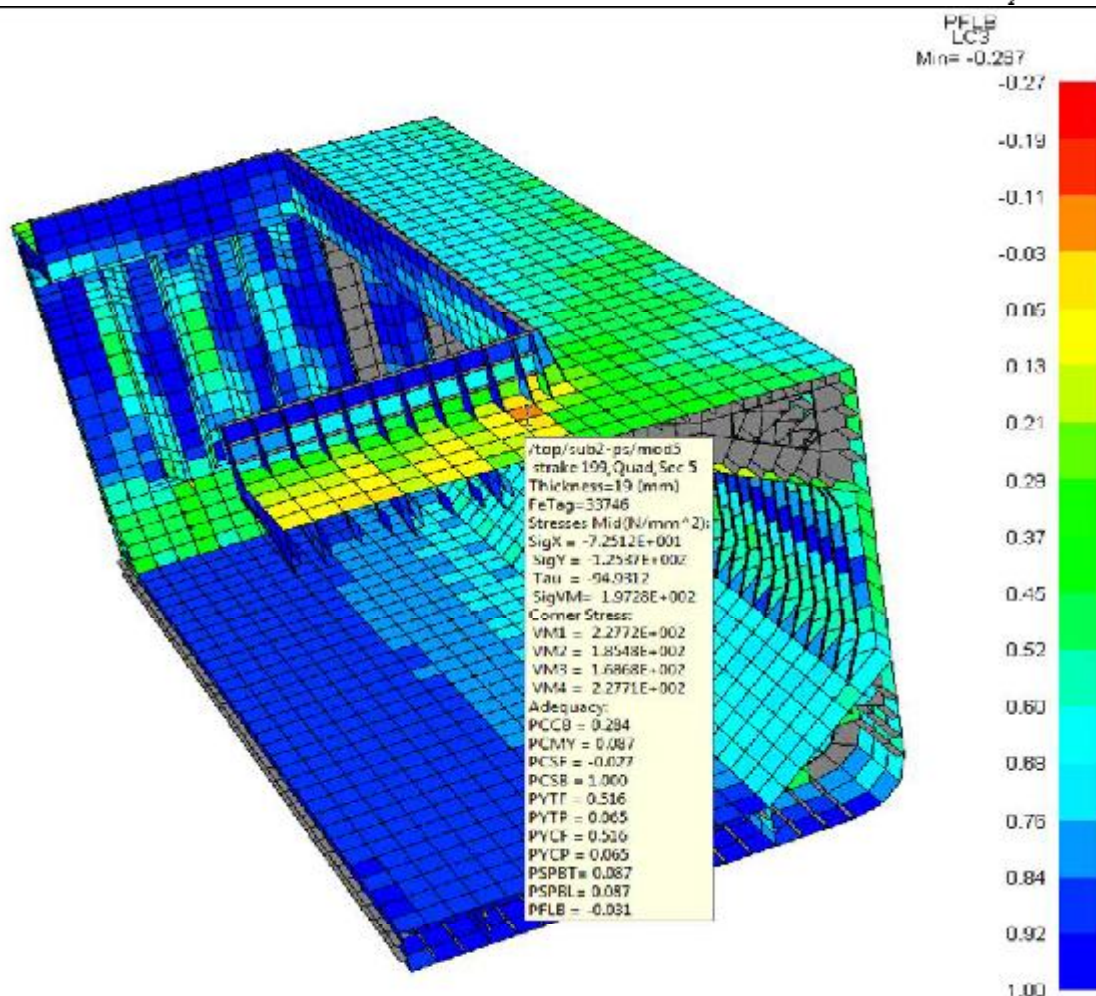 PFLB
LC3
Min= -0.267
-0.27
-0.19
-0.11
-0.03
0.05
0.13
0.21
0.29
0.37
0.45
0.52
0.60
0.68
0.76
0.84
0.92
1.00
/top/sub2-ps/mod5
strake 199,Quad,Sec 5
Thickness=19 (mm)
FeTag=33746
Stresses Mid(N/mm^2):
SigX = -7.2512E+001
SigY = -1.2537E+002
Tau = -94.9312
SigVM= 1.9728E+002
Corner Stress:
VM1 = 2.2772E+002
VM2 = 1.8548E+002
VM3 = 1.6868E+002
VM4 = 2.2771E+002
Adequacy:
PCCB = 0.284
PCMY = 0.087
PCSF = -0.027
PCSB = 1.000
PYTF = 0.516
PYTP = 0.065
PYCF = 0.516
PYCP = 0.065
PSPBT= 0.087
PSPBL= 0.087
PFLB = -0.031